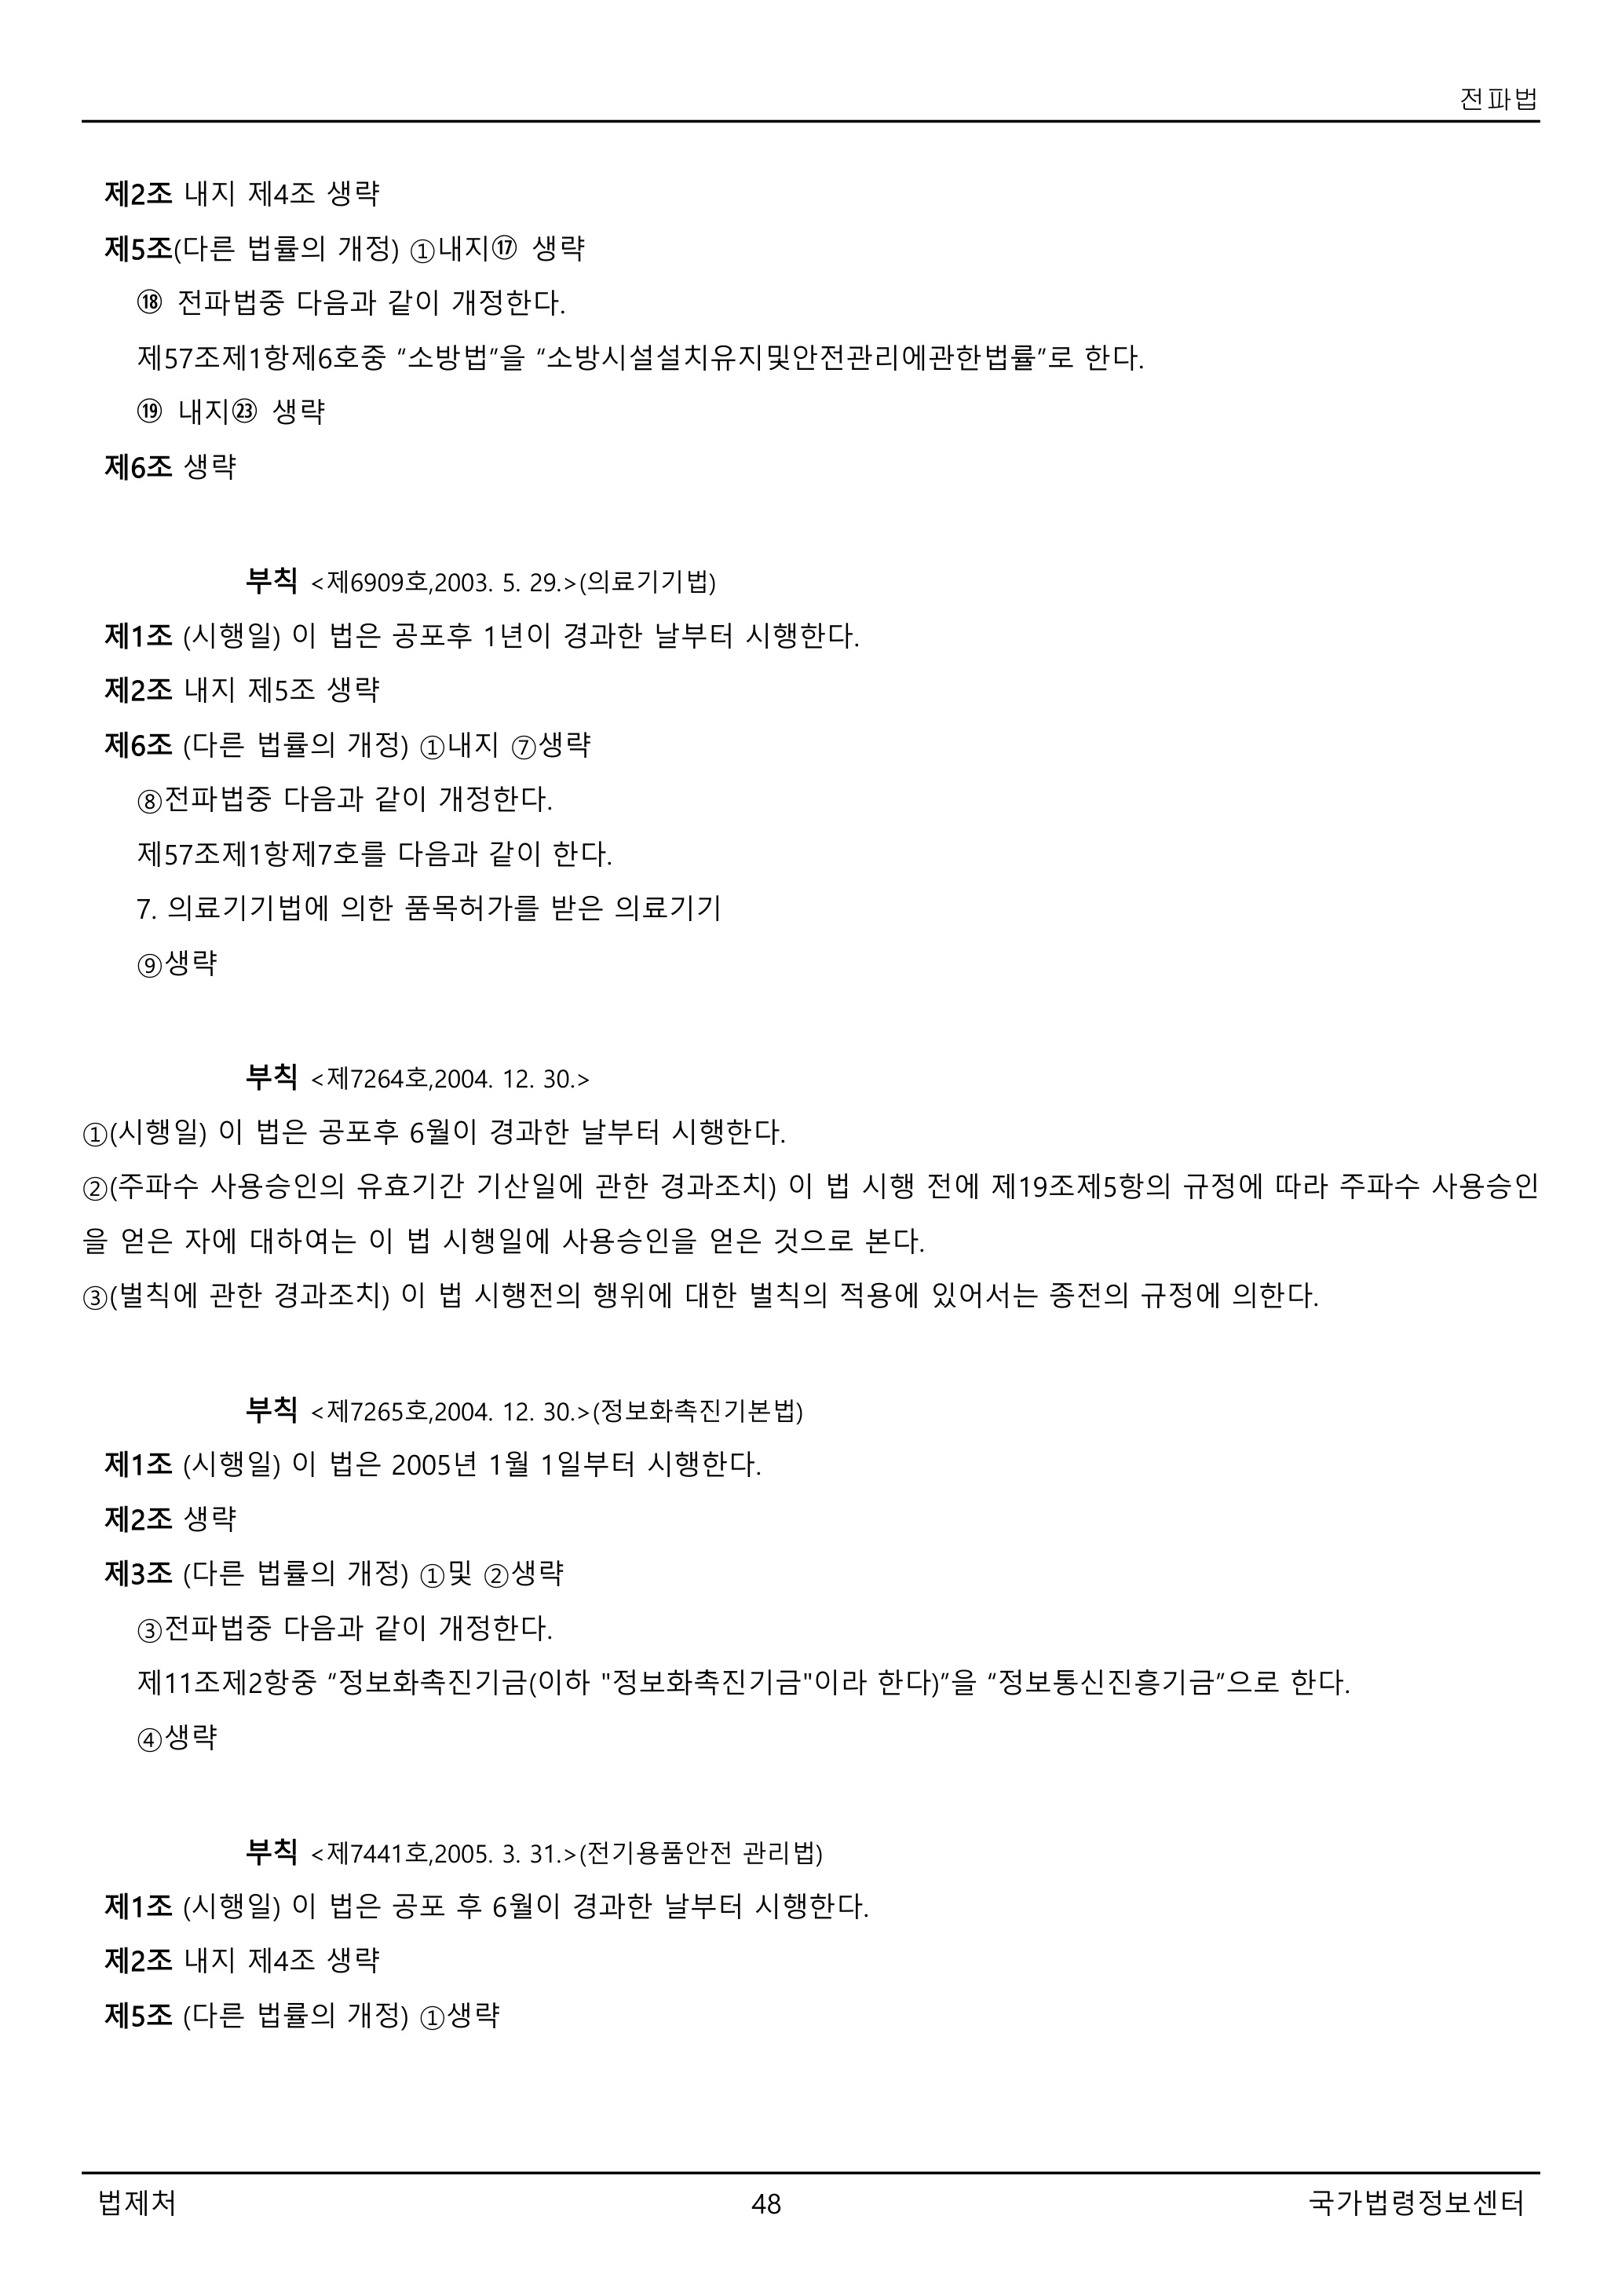 전파법
제2조 내지 제4조 생략
제5조(다른 법률의 개정) ①내지⑰ 생략
⑱ 전파법중 다음과 같이 개정한다.
제57조제1항제6호중 “소방법”을 “소방시설설치유지및안전관리에관한법률”로 한다.
⑲ 내지㉓ 생략
제6조 생략
부칙 <제6909호,2003. 5. 29.>(의료기기법)
제1조 (시행일) 이 법은 공포후 1년이 경과한 날부터 시행한다.
제2조 내지 제5조 생략
제6조 (다른 법률의 개정) ①내지 ⑦생략
⑧전파법중 다음과 같이 개정한다.
제57조제1항제7호를 다음과 같이 한다.
7. 의료기기법에 의한 품목허가를 받은 의료기기
⑨생략
부칙 <제7264호,2004. 12. 30.>
①(시행일) 이 법은 공포후 6월이 경과한 날부터 시행한다.
②(주파수 사용승인의 유효기간 기산일에 관한 경과조치) 이 법 시행 전에 제19조제5항의 규정에 따라 주파수 사용승인
을 얻은 자에 대하여는 이 법 시행일에 사용승인을 얻은 것으로 본다.
③(벌칙에 관한 경과조치) 이 법 시행전의 행위에 대한 벌칙의 적용에 있어서는 종전의 규정에 의한다.
부칙 <제7265호,2004. 12. 30.>(정보화촉진기본법)
제1조 (시행일) 이 법은 2005년 1월 1일부터 시행한다.
제2조 생략
제3조 (다른 법률의 개정) ①및 ②생략
③전파법중 다음과 같이 개정한다.
제11조제2항중 “정보화촉진기금(이하 "정보화촉진기금"이라 한다)”을 “정보통신진흥기금”으로 한다.
④생략
부칙 <제7441호,2005. 3. 31.>(전기용품안전 관리법)
제1조 (시행일) 이 법은 공포 후 6월이 경과한 날부터 시행한다.
제2조 내지 제4조 생략
제5조 (다른 법률의 개정) ①생략
법제처 48 국가법령정보센터